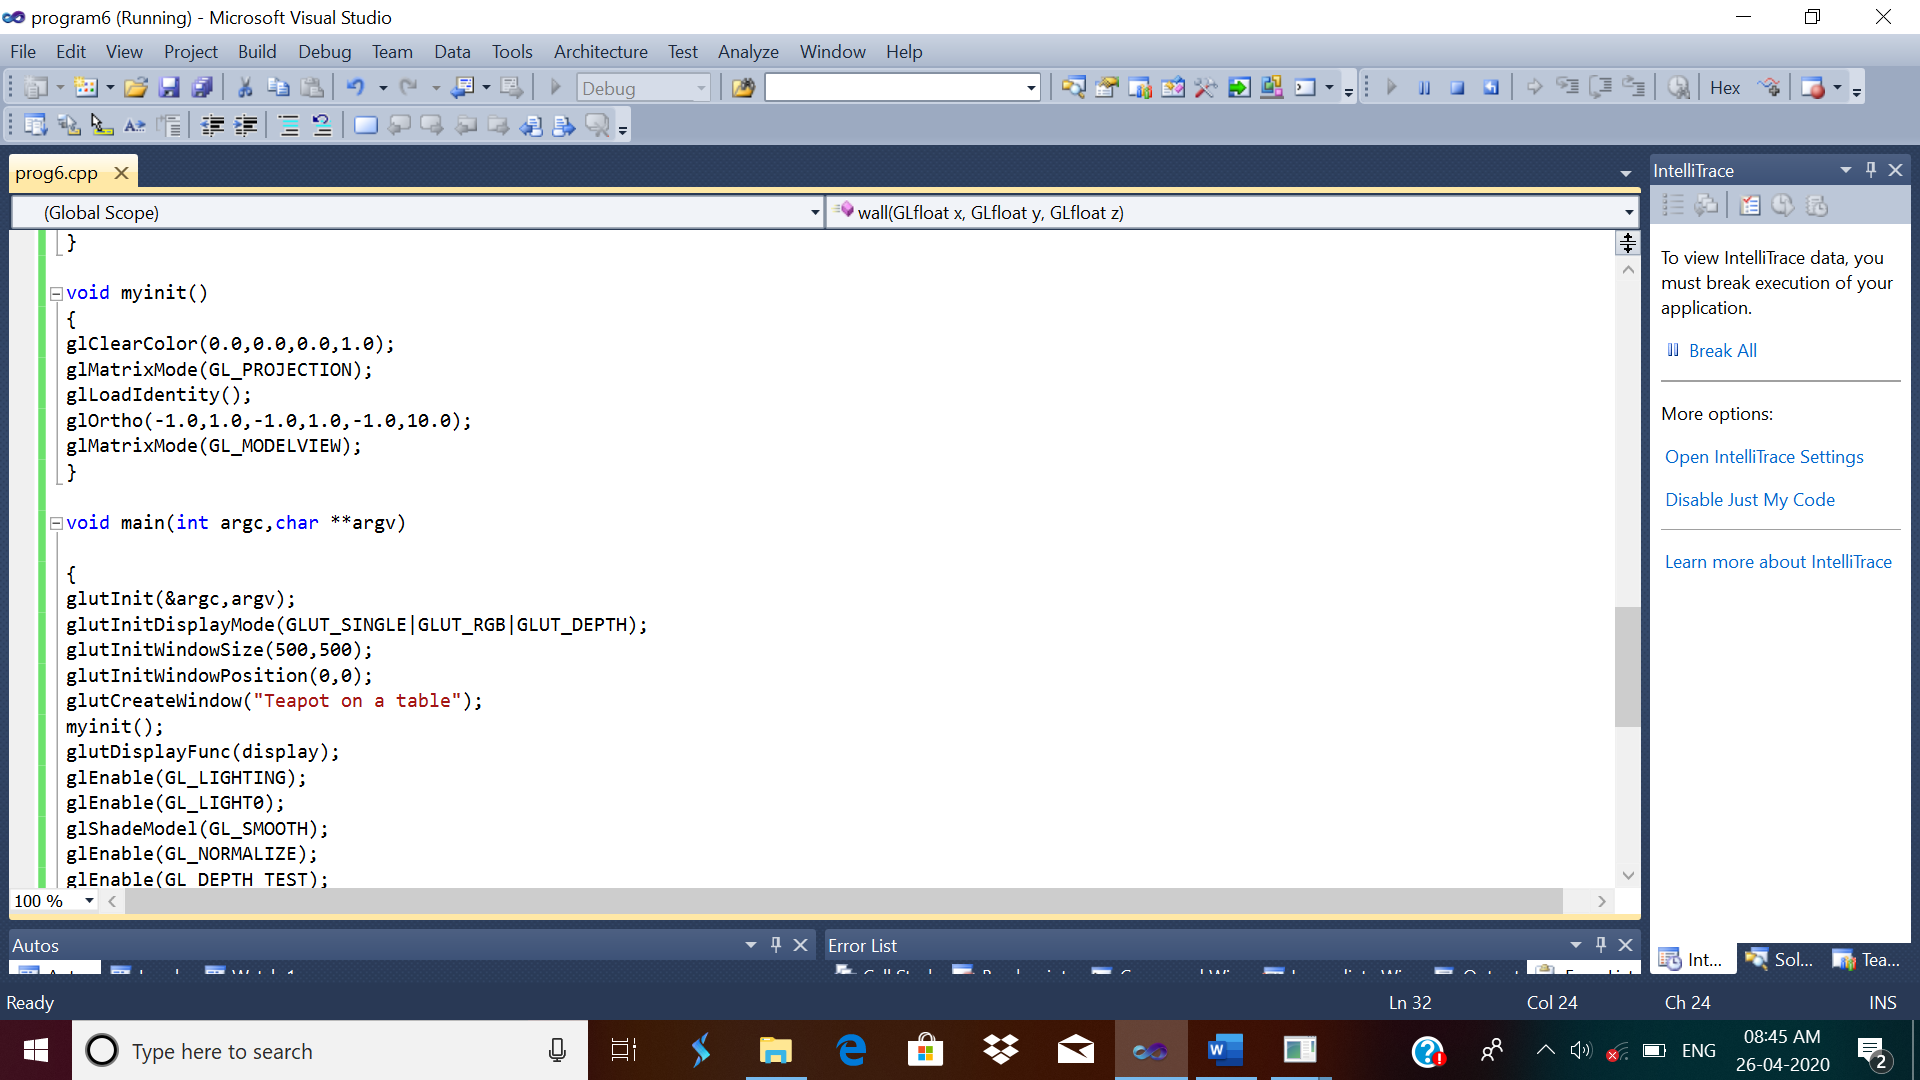 program6 (Running) - Microsoft Visual Studio
File Edit View Project Build Debug Team Data Tools Architecture Test Analyze Window Help
Debug
Hex
prog6.cpp
(Global Scope)
wall(GLfloat x, GLfloat y, GLfloat z)
}
void myinit()
{
glClearColor(0.0,0.0,0.0,1.0);
glMatrixMode(GL_PROJECTION);
glLoadIdentity();
glOrtho(-1.0,1.0,-1.0,1.0,-1.0,10.0);
glMatrixMode(GL_MODELVIEW);
}
void main(int argc,char **argv)
{
glutInit(&argc,argv);
glutInitDisplayMode(GLUT_SINGLE|GLUT_RGB|GLUT_DEPTH);
glutInitWindowSize(500,500);
glutInitWindowPosition(0,0);
glutCreateWindow("Teapot on a table");
myinit();
glutDisplayFunc(display);
glEnable(GL_LIGHTING);
glEnable(GL_LIGHT0);
glShadeModel(GL_SMOOTH);
glEnable(GL_NORMALIZE);
glEnable(GL_DEPTH_TEST);
100 %
IntelliTrace
To view IntelliTrace data, you
must break execution of your
application.
Break All
More options:
Open IntelliTrace Settings
Disable Just My Code
Learn more about IntelliTrace
Int... Sol... Tea...
Autos
Error List
Ready
Ln 32 Col 24 Ch 24 INS
Type here to search
ENG
08:45 AM
26-04-2020
2